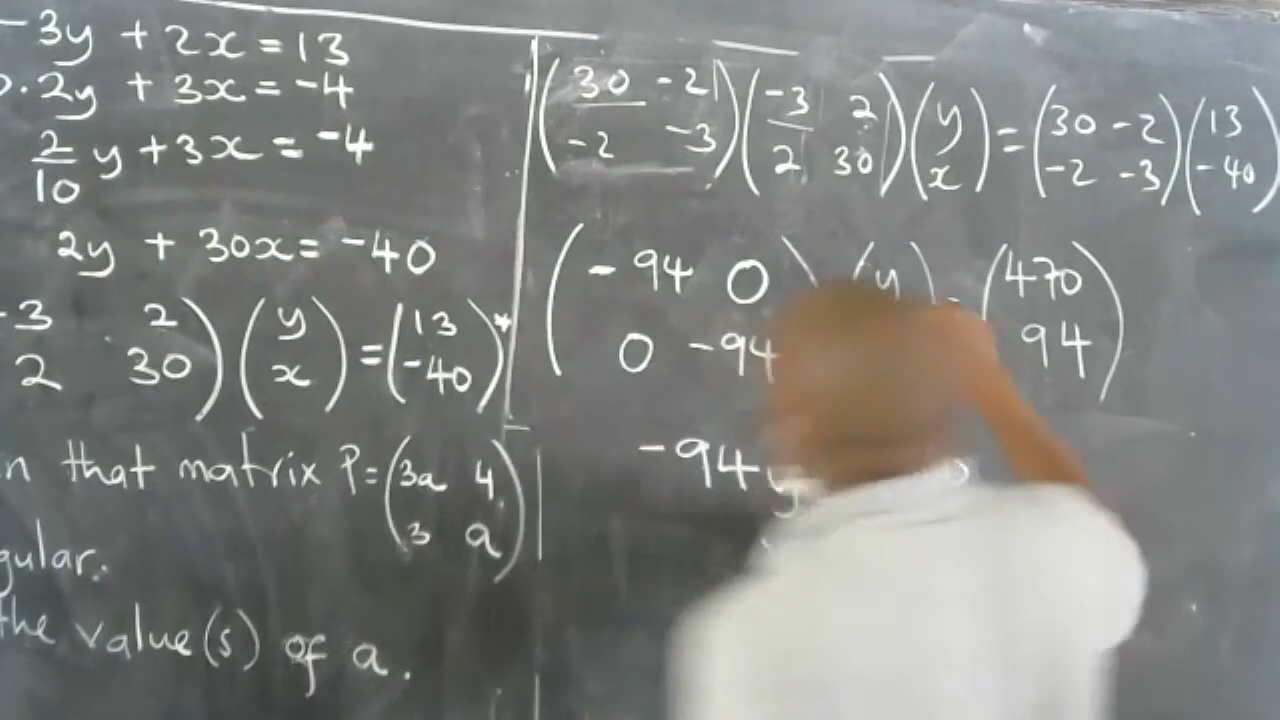 -3y + 2x = 13
0.2y + 3x = -4
2/10 y + 3x = -4
2y + 30x = -40
(-3 2
2 30) (y
x) = (13
-40)
n that matrix P = (3a 4
3 a)
gular.
the value(s) of a.
(30 -2
-2 -3) (-3 2
2 30) (y
x) = (30 -2
-2 -3) (13
-40)
(-94 0
0 -94 (y = (470
94)
-94y